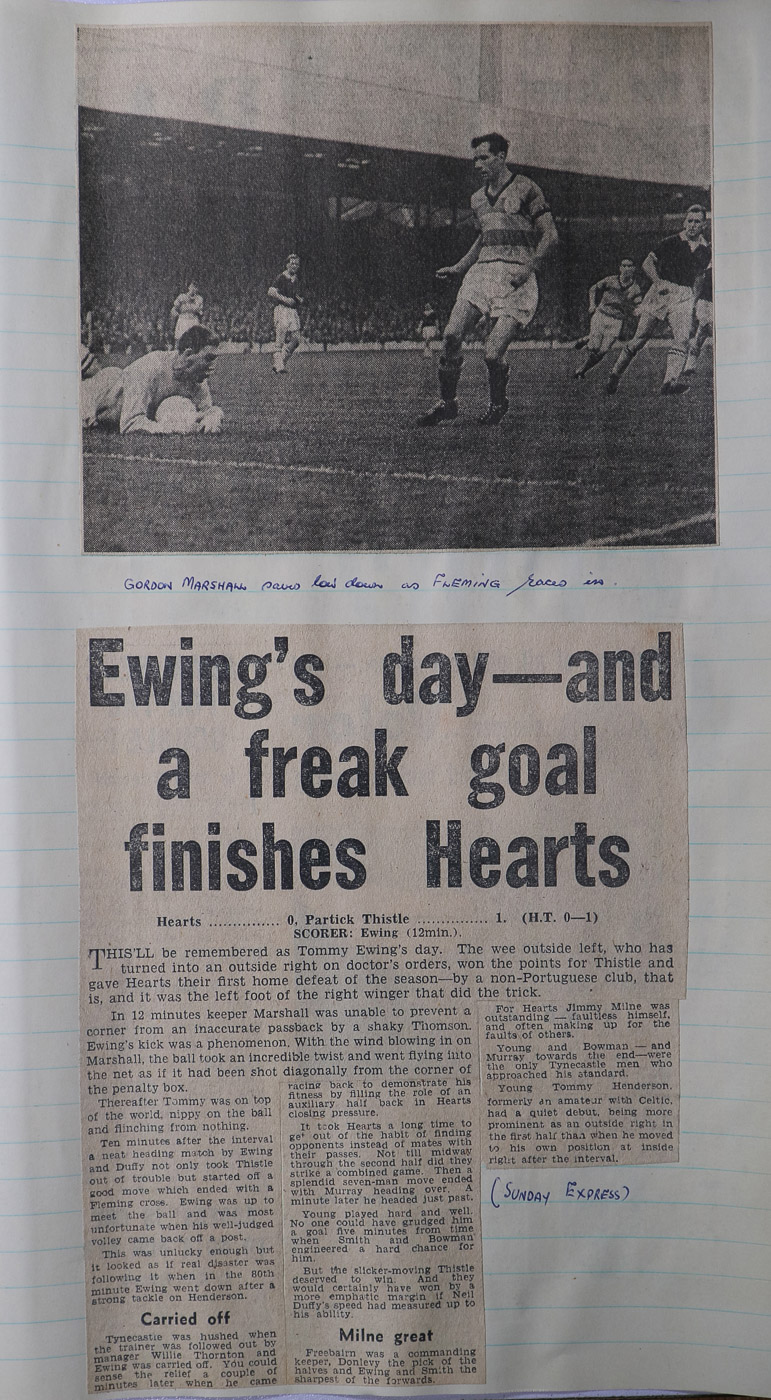 GORDON MARSHALL saves low down as FLEMING races in.
Ewing's day—and
a freak goal
finishes Hearts
Hearts .............. 0, Partick Thistle .............. 1. (H.T. 0—1)
SCORER: Ewing (12min.).
THIS'LL be remembered as Tommy Ewing's day. The wee outside left, who has
turned into an outside right on doctor's orders, won the points for Thistle and
gave Hearts their first home defeat of the season—by a non-Portuguese club, that
is, and it was the left foot of the right winger that did the trick.
In 12 minutes keeper Marshall was unable to prevent a
corner from an inaccurate passback by a shaky Thomson.
Ewing's kick was a phenomenon. With the wind blowing in on
Marshall, the ball took an incredible twist and went flying into
the net as if it had been shot diagonally from the corner of
the penalty box.
Thereafter Tommy was on top
of the world, nippy on the ball
and flinching from nothing.
Ten minutes after the interval
a neat heading match by Ewing
and Duffy not only took Thistle
out of trouble but started off a
good move which ended with a
Fleming cross. Ewing was up to
meet the ball and was most
unfortunate when his well-judged
volley came back off a post.
This was unlucky enough but
it looked as if real disaster was
following it when in the 80th
minute Ewing went down after a
strong tackle on Henderson.
Carried off
Tynecastle was hushed when
the trainer was followed out by
manager Willie Thornton and
Ewing was carried off. You could
sense the relief a couple of
minutes later when he came
racing back to demonstrate his
fitness by filling the role of an
auxiliary half back in Hearts
closing pressure.
It took Hearts a long time to
get out of the habit of finding
opponents instead of mates with
their passes. Not till midway
through the second half did they
strike a combined game. Then a
splendid seven-man move ended
with Murray heading over. A
minute later he headed just past.
Young played hard and well.
No one could have grudged him
a goal five minutes from time
when Smith and Bowman
engineered a hard chance for
him.
But the slicker-moving Thistle
deserved to win. And they
would certainly have won by a
more emphatic margin if Neil
Duffy's speed had measured up to
his ability.
Milne great
Freebairn was a commanding
keeper, Donlevy the pick of the
halves and Ewing and Smith the
sharpest of the forwards.
For Hearts Jimmy Milne was
outstanding — faultless himself,
and often making up for the
faults of others.
Young and Bowman — and
Murray towards the end—were
the only Tynecastle men who
approached his standard.
Young Tommy Henderson,
formerly an amateur with Celtic,
had a quiet debut, being more
prominent as an outside right in
the first half than when he moved
to his own position at inside
right after the interval.
(SUNDAY EXPRESS)